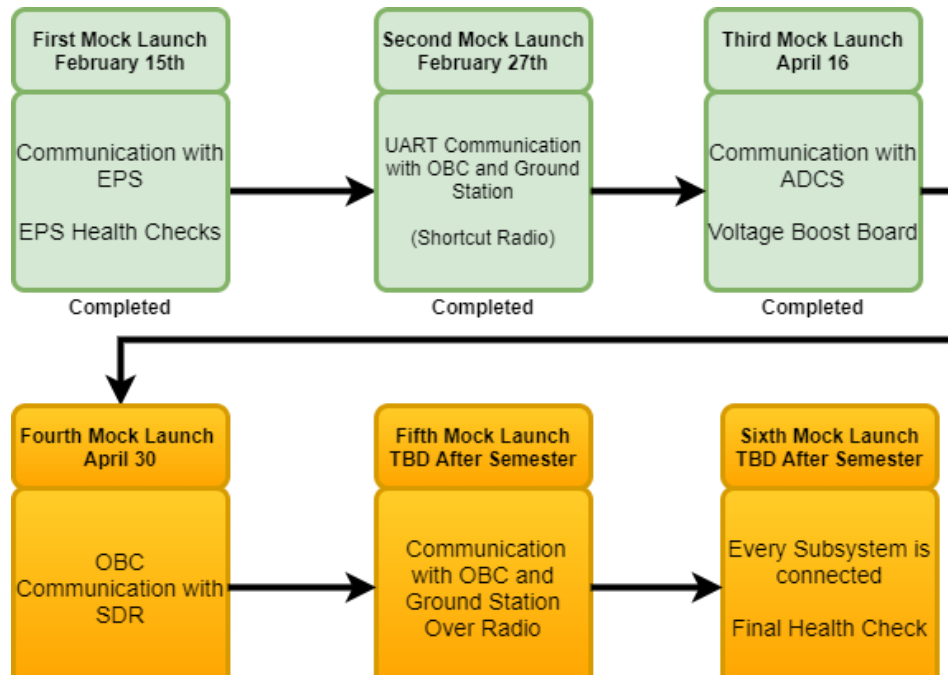 First Mock Launch
February 15th
Communication with
EPS
EPS Health Checks
Completed
Second Mock Launch
February 27th
UART Communication
with OBC and Ground
Station
(Shortcut Radio)
Completed
Third Mock Launch
April 16
Communication with
ADCS
Voltage Boost Board
Completed
Fourth Mock Launch
April 30
OBC
Communication with
SDR
Fifth Mock Launch
TBD After Semester
Communication
with OBC and
Ground Station
Over Radio
Sixth Mock Launch
TBD After Semester
Every Subsystem is
connected
Final Health Check